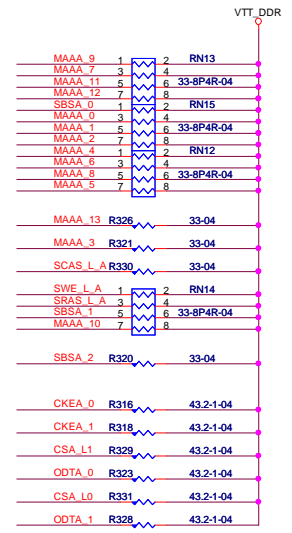 VTT_DDR
MAAA_9 1 2 RN13
MAAA_7 3 4
MAAA_11 5 6 33-8P4R-04
MAAA_12 7 8
SBSA_0 1 2 RN15
MAAA_0 3 4
MAAA_1 5 6 33-8P4R-04
MAAA_2 7 8
MAAA_4 1 2 RN12
MAAA_6 3 4
MAAA_8 5 6 33-8P4R-04
MAAA_5 7 8
MAAA_13 R326 33-04
MAAA_3 R321 33-04
SCAS_L_A R330 33-04
SWE_L_A 1 2 RN14
SRAS_L_A 3 4
SBSA_1 5 6 33-8P4R-04
MAAA_10 7 8
SBSA_2 R320 33-04
CKEA_0 R316 43.2-1-04
CKEA_1 R318 43.2-1-04
CSA_L1 R329 43.2-1-04
ODTA_0 R323 43.2-1-04
CSA_L0 R331 43.2-1-04
ODTA_1 R328 43.2-1-04